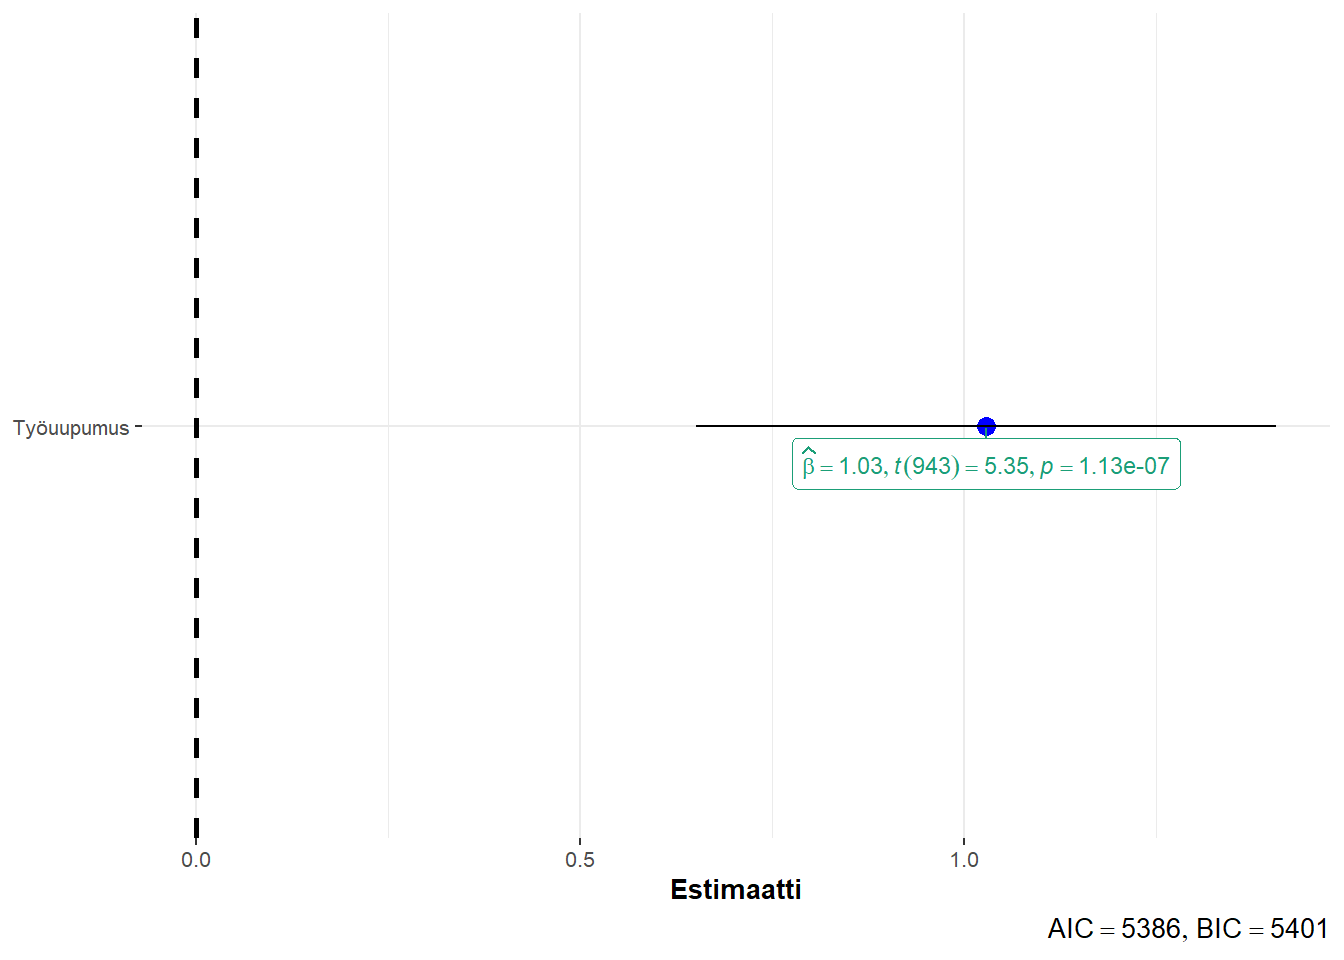 Työuupumus
β̂ = 1.03, t(943) = 5.35, p = 1.13e-07
0.0 0.5 1.0
Estimaatti
AIC = 5386, BIC = 5401